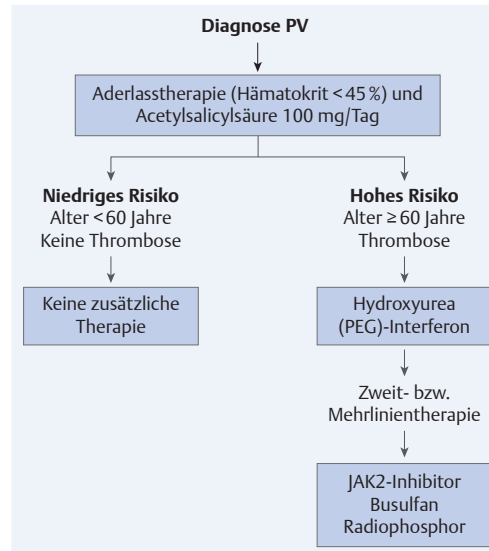 Diagnose PV
Aderlasstherapie (Hämatokrit < 45 %) und
Acetylsalicylsäure 100 mg/Tag
Niedriges Risiko
Alter < 60 Jahre
Keine Thrombose
Keine zusätzliche
Therapie
Hohes Risiko
Alter ≥ 60 Jahre
Thrombose
Hydroxyurea
(PEG)-Interferon
Zweit- bzw.
Mehrlinientherapie
JAK2-Inhibitor
Busulfan
Radiophosphor